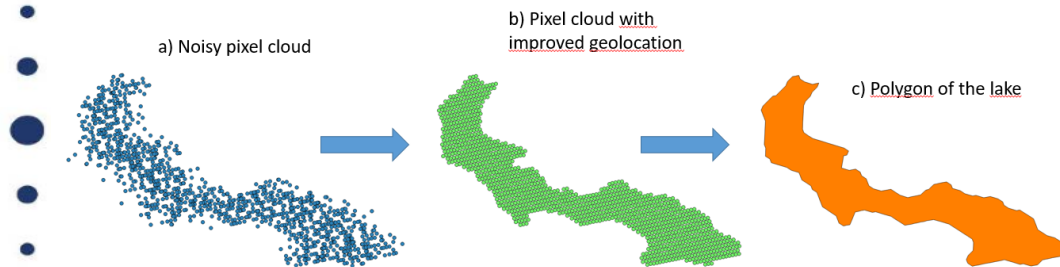 a) Noisy pixel cloud
b) Pixel cloud with
improved geolocation
c) Polygon of the lake